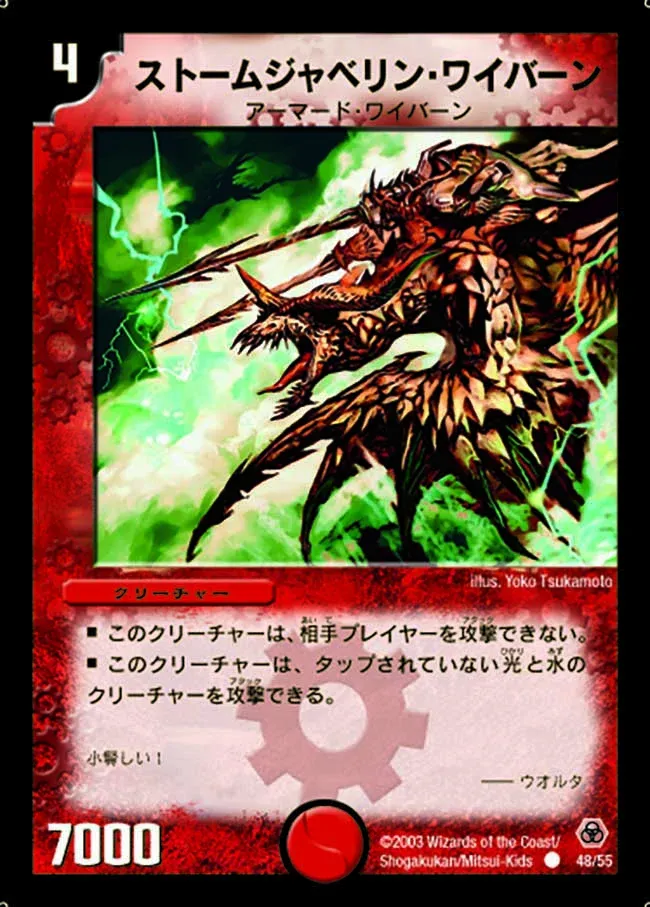 4
ストームジャベリン・ワイバーン
アーマード・ワイバーン
illus. Yoko Tsukamoto
クリーチャー
■ このクリーチャーは、相手プレイヤーを攻撃できない。
■ このクリーチャーは、タップされていない光と水の
クリーチャーを攻撃できる。
小賢しい！
―― ウオルタ
7000
©2003 Wizards of the Coast/
Shogakukan/Mitsui-Kids
48/55